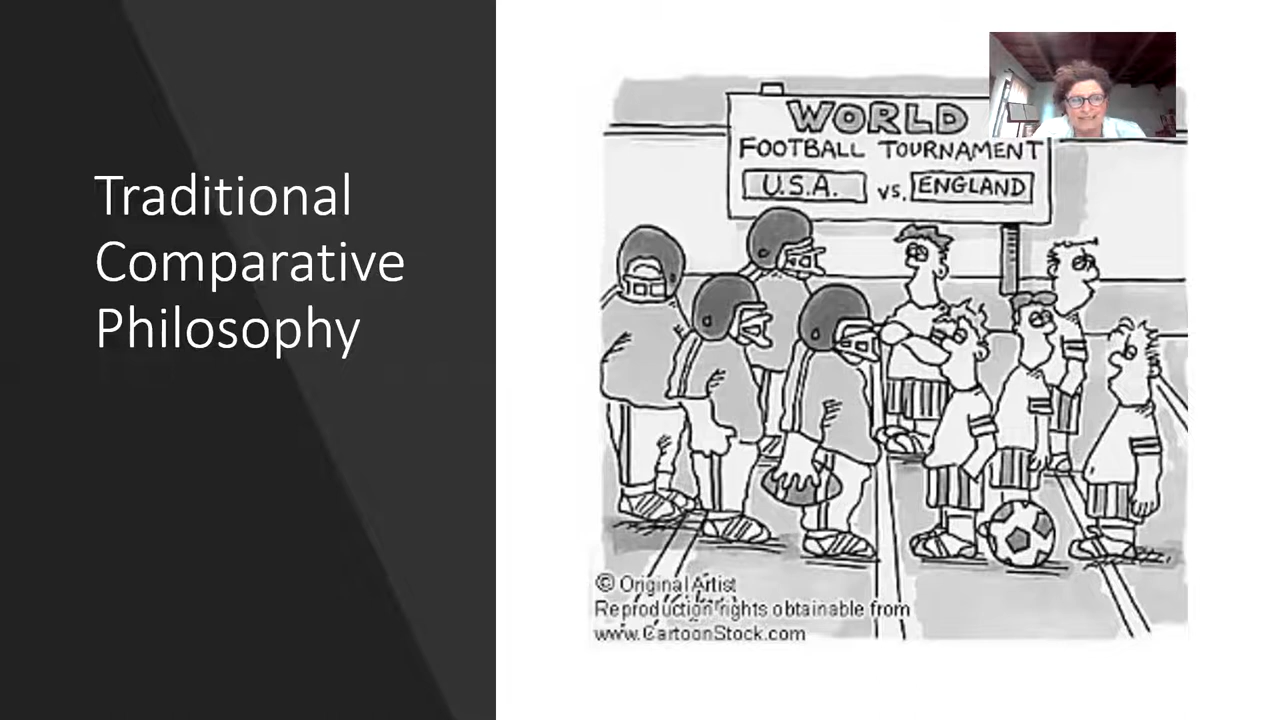 Traditional
Comparative
Philosophy
WORLD
FOOTBALL TOURNAMENT
U.S.A. VS. ENGLAND
© Original Artist
Reproduction rights obtainable from
www.CartoonStock.com